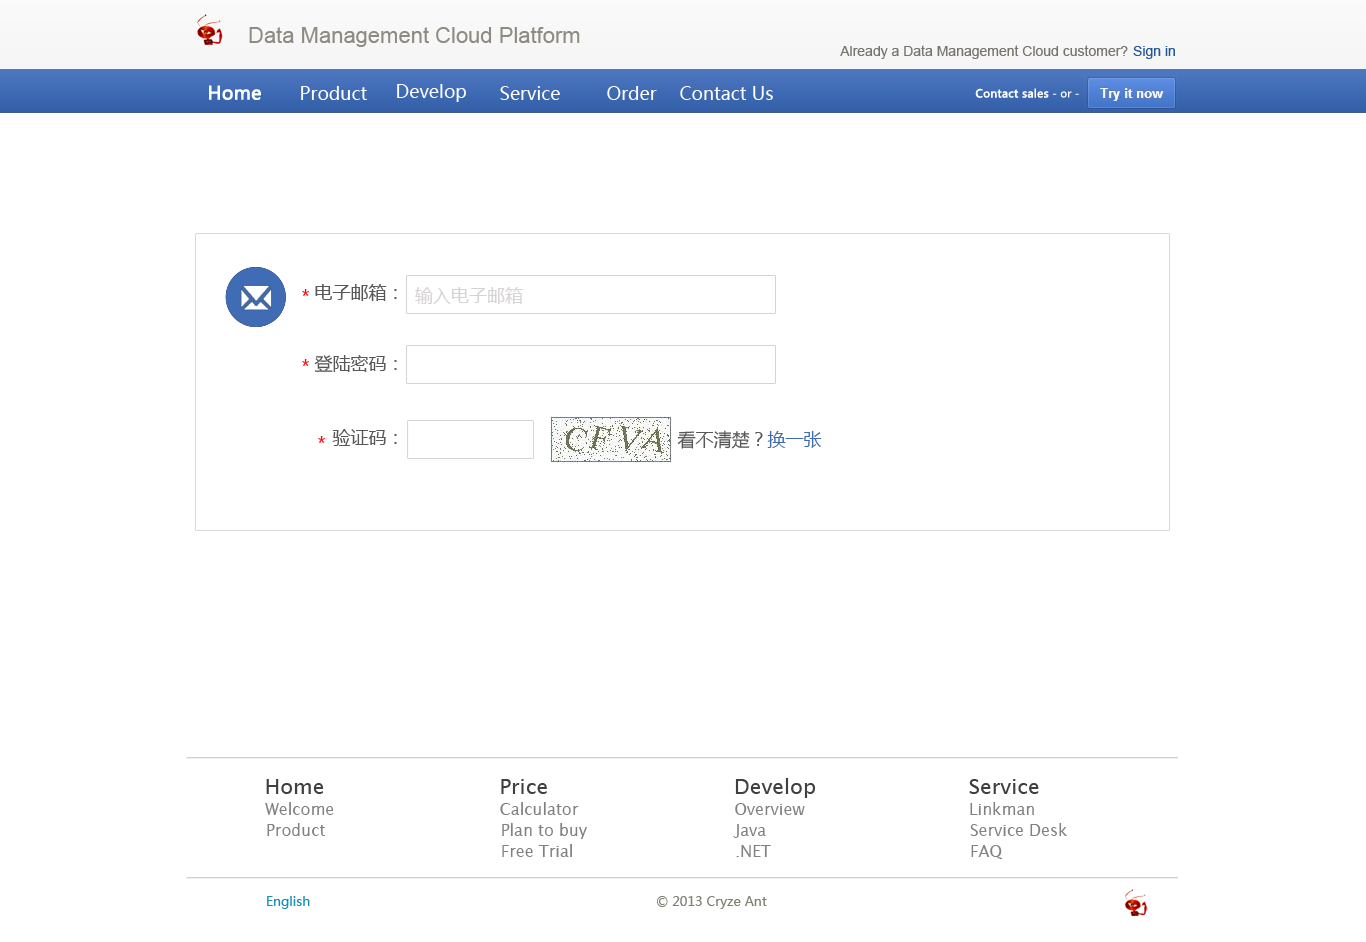 Data Management Cloud Platform
Already a Data Management Cloud customer? Sign in
Home Product Develop Service Order Contact Us Contact sales - or - Try it now
* 电子邮箱： 输入电子邮箱
* 登陆密码：
* 验证码： CFVA 看不清楚？换一张
Home Price Develop Service
Welcome Calculator Overview Linkman
Product Plan to buy Java Service Desk
Free Trial .NET FAQ
English © 2013 Cryze Ant